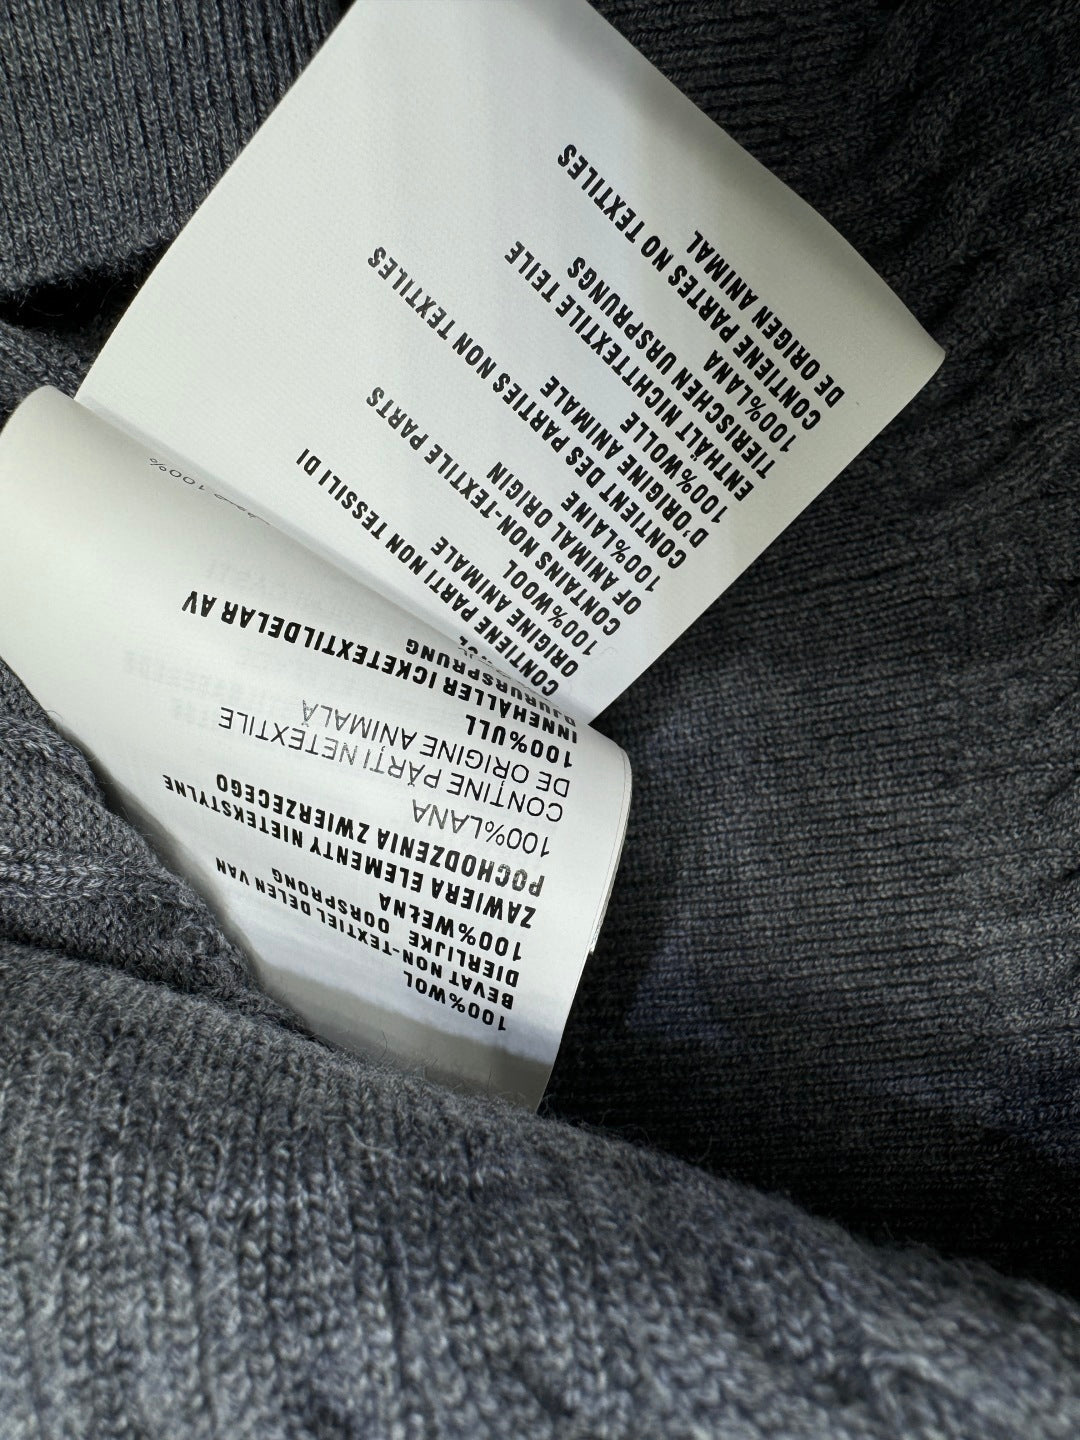 CONTIENE PARTI NON TESSILI DI
ORIGINE ANIMALE
100%WOOL
CONTAINS NON-TEXTILE PARTS
OF ANIMAL ORIGIN
100%LAINE
CONTIENT DES PARTIES NON TEXTILES
D'ORIGINE ANIMALE
100%WOLLE
ENTHÄLT NICHTTEXTILE TEILE
TIERISCHEN URSPRUNGS
100%LANA
CONTIENE PARTES NO TEXTILES
DE ORIGEN ANIMAL
100%WOL
BEVAT NON-TEXTIEL DELEN VAN
DIERLIJKE OORSPRONG
100%WEŁNA
ZAWIERA ELEMENTY NIETEKSTYLNE
POCHODZENIA ZWIERZECEGO
100%LANA
CONȚINE PĂRȚI NETEXTILE
DE ORIGINE ANIMALĂ
100%ULL
INNEHÅLLER ICKETEXTILDELAR AV
DJURURSPRUNG
100%